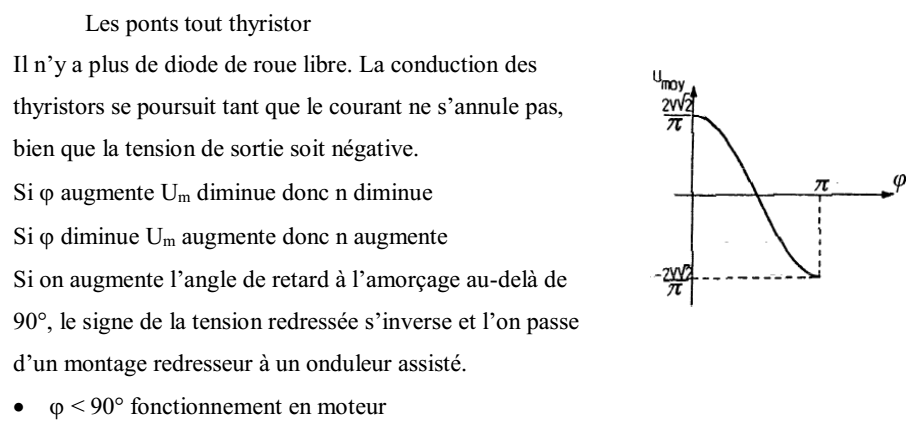 Les ponts tout thyristor
Il n’y a plus de diode de roue libre. La conduction des
thyristors se poursuit tant que le courant ne s’annule pas,
bien que la tension de sortie soit négative.
Si φ augmente Um diminue donc n diminue
Si φ diminue Um augmente donc n augmente
Si on augmente l’angle de retard à l’amorçage au-delà de
90°, le signe de la tension redressée s’inverse et l’on passe
d’un montage redresseur à un onduleur assisté.
• φ < 90° fonctionnement en moteur
Umoy
2V√2
π
π
φ
-2V√2
π